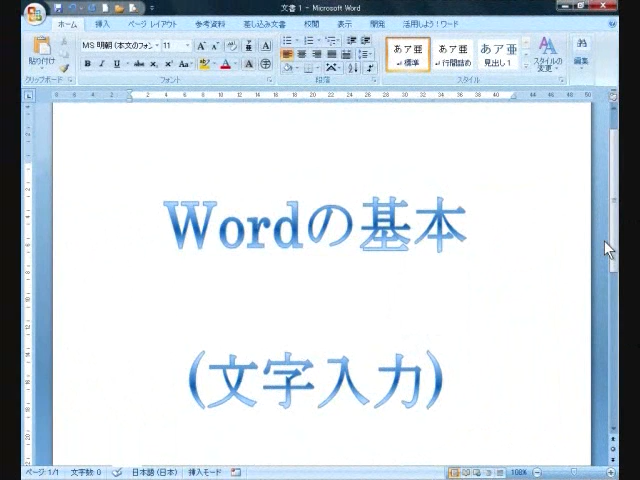 文書 1 - Microsoft Word
ホーム 挿入 ページ レイアウト 参考資料 差し込み文書 校閲 表示 開発 活用しよう!ワード
貼り付け
MS 明朝 (本文のフォン 11
B I U abc x₂ x² Aa
あア亜 あア亜 あア亜
標準 行間詰め 見出し 1
スタイルの変更 編集
クリップボード フォント 段落 スタイル
Wordの基本
(文字入力)
ページ: 1/1 文字数: 0 日本語 (日本) 挿入モード 108%